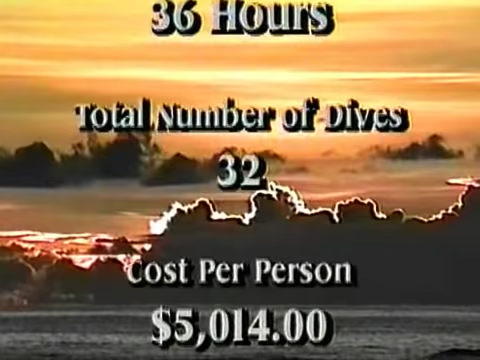 36 Hours
Total Number of Dives
32
Cost Per Person
$5,014.00